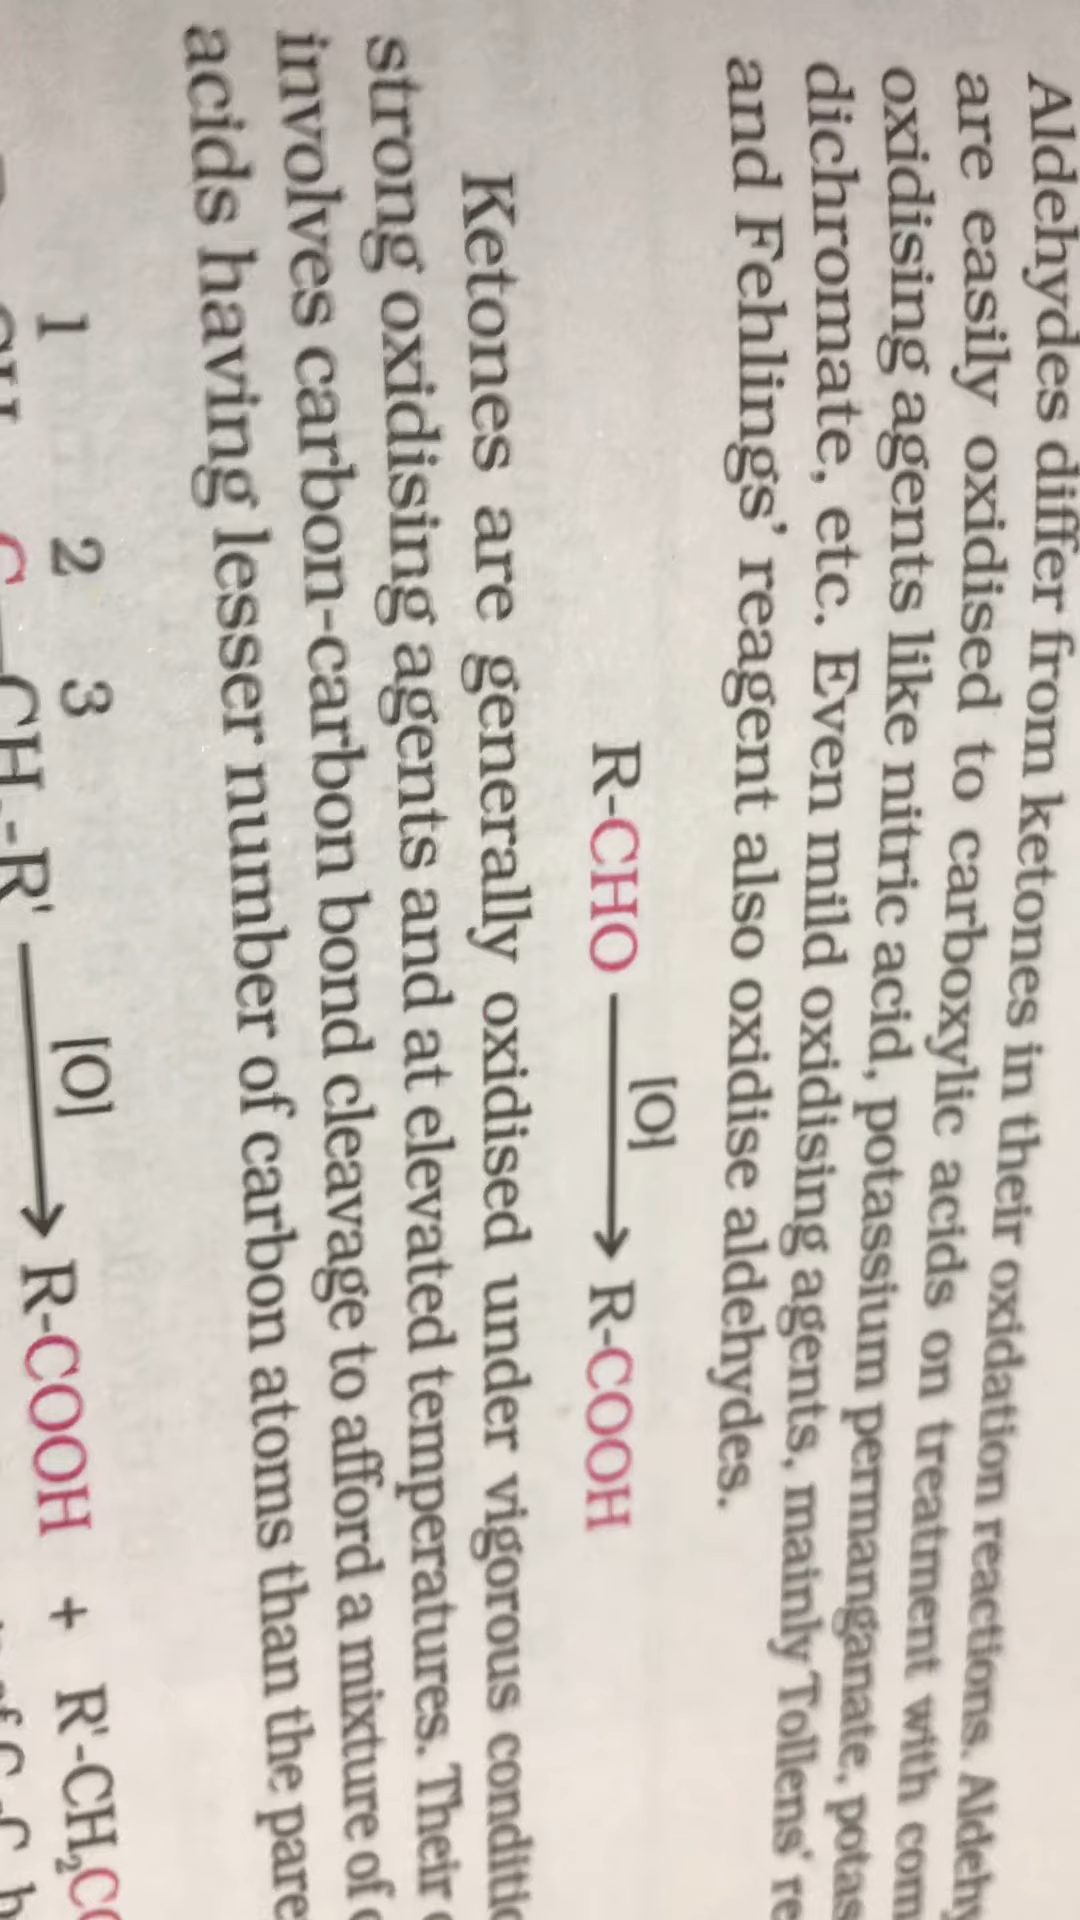 Aldehydes differ from ketones in their oxidation reactions. Aldehy
are easily oxidised to carboxylic acids on treatment with com
oxidising agents like nitric acid, potassium permanganate, potas
dichromate, etc. Even mild oxidising agents, mainly Tollens' re
and Fehlings' reagent also oxidise aldehydes.
R-CHO [O] → R-COOH
Ketones are generally oxidised under vigorous conditio
strong oxidising agents and at elevated temperatures. Their
involves carbon-carbon bond cleavage to afford a mixture of
acids having lesser number of carbon atoms than the pare
1 2 3 [O]
R' → R-COOH + R'-CH₂CO